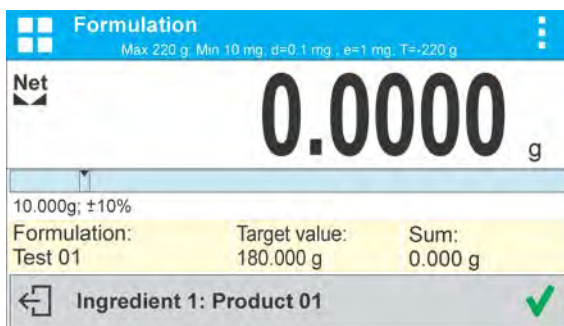 Formulation
Max 220 g; Min 10 mg; d=0.1 mg ; e=1 mg; T=-220 g
Net
0.0000 g
10.000g; ±10%
Formulation: Target value: Sum:
Test 01 180.000 g 0.000 g
Ingredient 1: Product 01